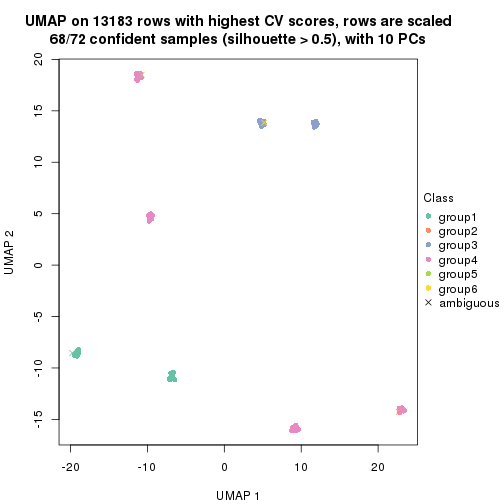 UMAP on 13183 rows with highest CV scores, rows are scaled
68/72 confident samples (silhouette > 0.5), with 10 PCs
20
15
10
5
0
-5
-10
-15
UMAP 2
-20
-10
0
10
20
UMAP 1
Class
group1
group2
group3
group4
group5
group6
ambiguous